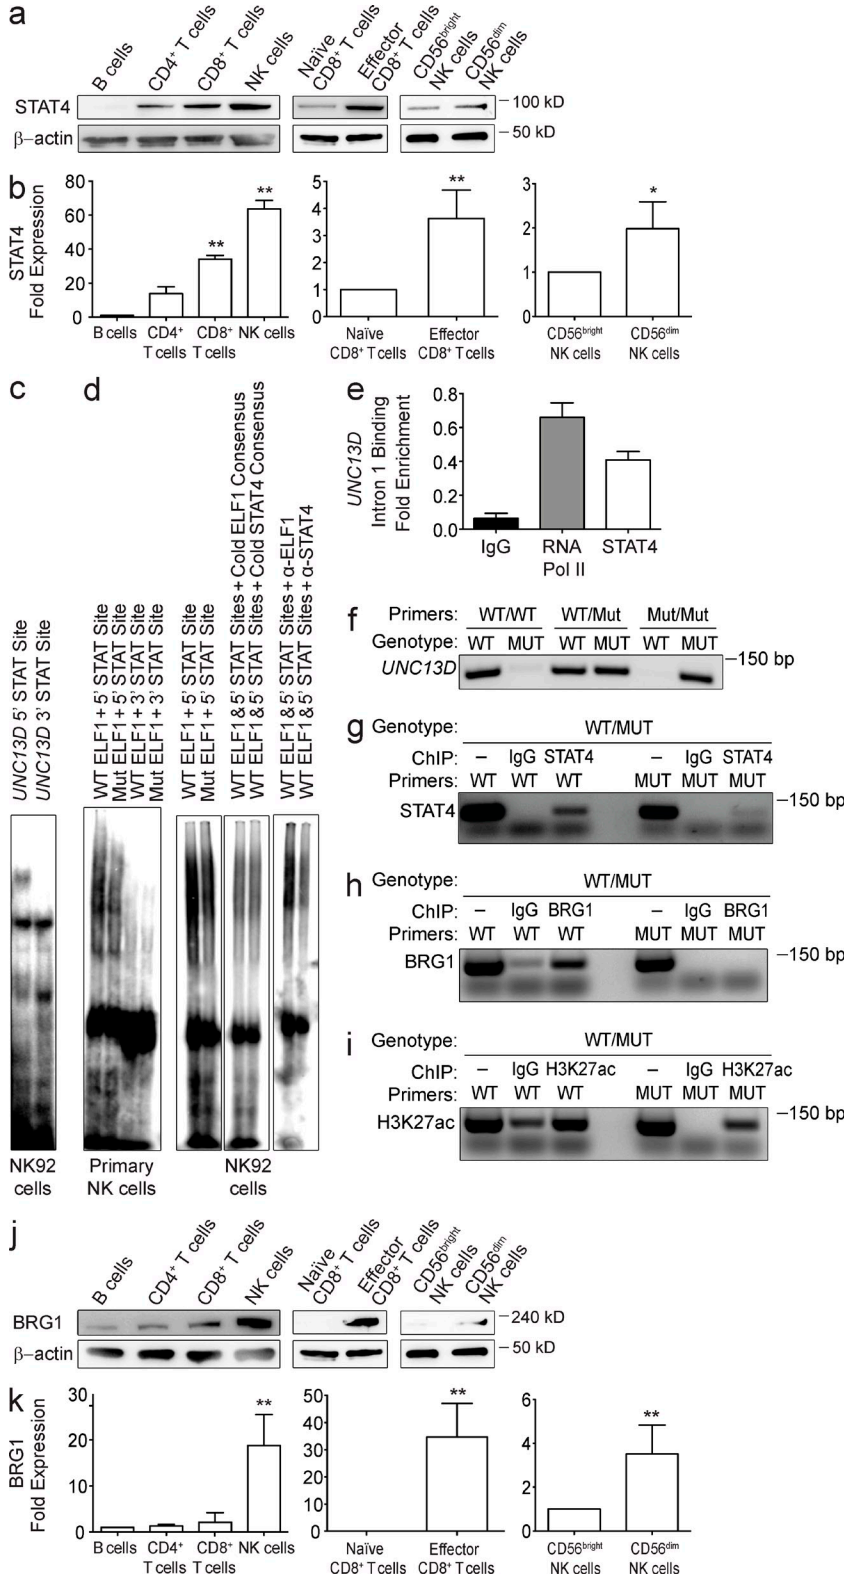 a
B cells
CD4⁺ T cells
CD8⁺ T cells
NK cells
Naïve
CD8⁺ T cells
Effector
CD8⁺ T cells
CD56bright
NK cells
CD56dim
NK cells
STAT4
100 kD
β–actin
50 kD
b
STAT4
Fold Expression
80
60
40
20
0
**
**
B cells
CD4⁺
T cells
CD8⁺
T cells
NK cells
5
4
3
2
1
0
**
Naïve
CD8⁺ T cells
Effector
CD8⁺ T cells
3
2
1
0
*
CD56bright
NK cells
CD56dim
NK cells
c
UNC13D 5' STAT Site
UNC13D 3' STAT Site
NK92
cells
d
WT ELF1 + 5' STAT Site
Mut ELF1 + 5' STAT Site
WT ELF1 + 3' STAT Site
Mut ELF1 + 3' STAT Site
WT ELF1 + 5' STAT Site
Mut ELF1 + 5' STAT Site
WT ELF1 & 5' STAT Sites + Cold ELF1 Consensus
WT ELF1 & 5' STAT Sites + Cold STAT4 Consensus
WT ELF1 & 5' STAT Sites + α-ELF1
WT ELF1 & 5' STAT Sites + α-STAT4
Primary
NK cells
NK92
cells
e
UNC13D
Intron 1 Binding
Fold Enrichment
0.8
0.6
0.4
0.2
0.0
IgG
RNA
Pol II
STAT4
f
Primers: WT/WT WT/Mut Mut/Mut
Genotype: WT MUT WT MUT WT MUT
UNC13D
–150 bp
g
Genotype: WT/MUT
ChIP: – IgG STAT4 – IgG STAT4
Primers: WT WT WT MUT MUT MUT
STAT4
–150 bp
h
Genotype: WT/MUT
ChIP: – IgG BRG1 – IgG BRG1
Primers: WT WT WT MUT MUT MUT
BRG1
–150 bp
i
Genotype: WT/MUT
ChIP: – IgG H3K27ac – IgG H3K27ac
Primers: WT WT WT MUT MUT MUT
H3K27ac
–150 bp
j
B cells
CD4⁺ T cells
CD8⁺ T cells
NK cells
Naïve
CD8⁺ T cells
Effector
CD8⁺ T cells
CD56bright
NK cells
CD56dim
NK cells
BRG1
240 kD
β–actin
50 kD
k
BRG1
Fold Expression
30
20
10
0
**
B cells
CD4⁺
T cells
CD8⁺
T cells
NK cells
50
40
30
20
10
0
**
Naïve
CD8⁺ T cells
Effector
CD8⁺ T cells
6
4
2
0
**
CD56bright
NK cells
CD56dim
NK cells